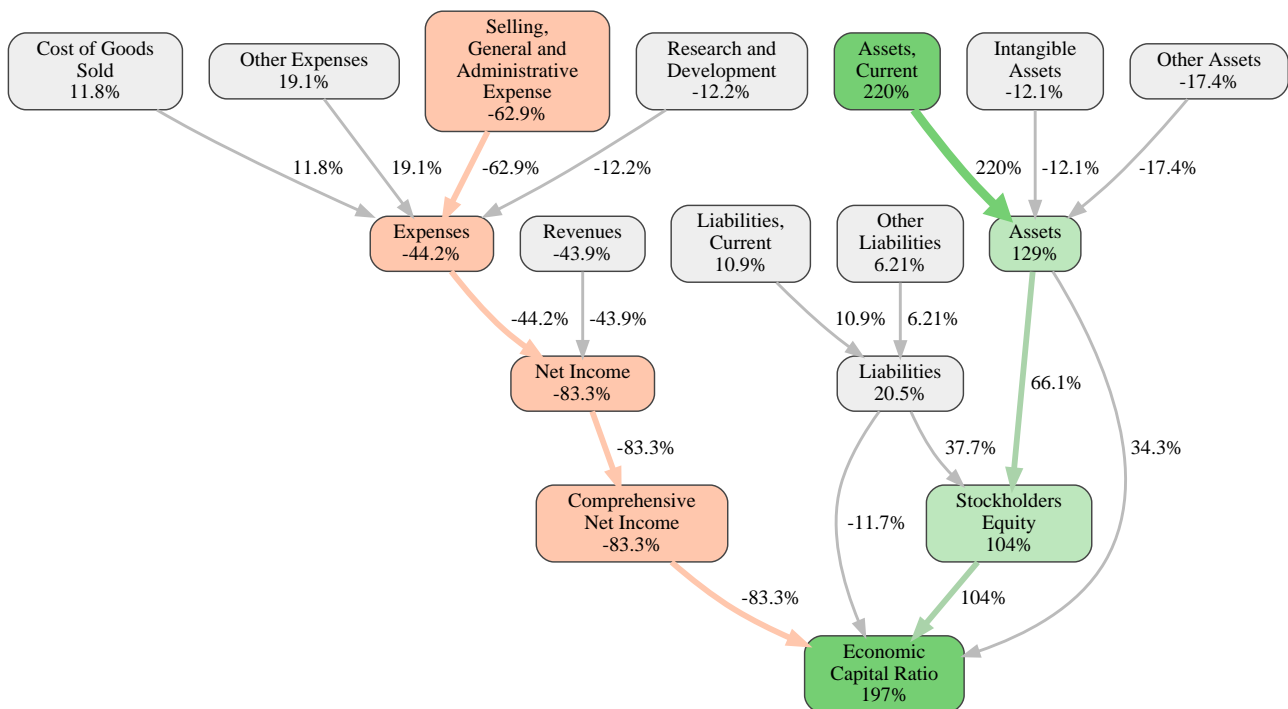 Cost of Goods
Sold
11.8%
Other Expenses
19.1%
Selling,
General and
Administrative
Expense
-62.9%
Research and
Development
-12.2%
Assets,
Current
220%
Intangible
Assets
-12.1%
Other Assets
-17.4%
11.8%
19.1%
-62.9%
-12.2%
220%
-12.1%
-17.4%
Expenses
-44.2%
Revenues
-43.9%
Liabilities,
Current
10.9%
Other
Liabilities
6.21%
Assets
129%
-44.2%
-43.9%
10.9%
6.21%
Net Income
-83.3%
Liabilities
20.5%
66.1%
-83.3%
37.7%
34.3%
Comprehensive
Net Income
-83.3%
-11.7%
Stockholders
Equity
104%
-83.3%
104%
Economic
Capital Ratio
197%